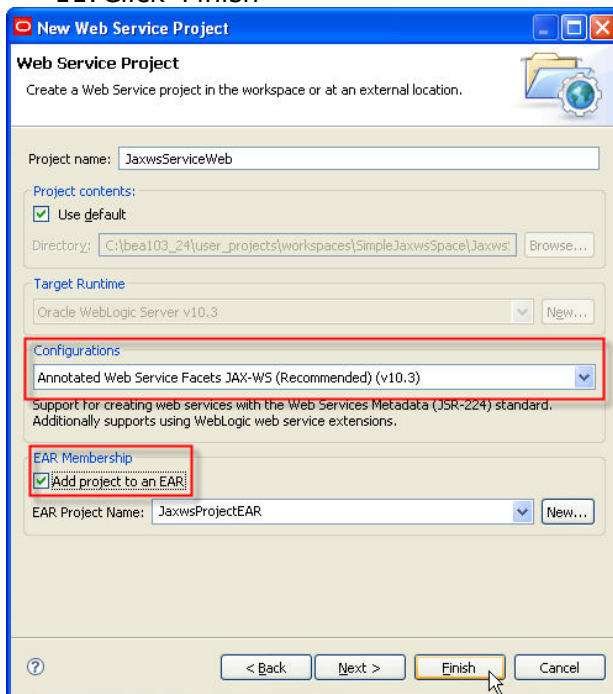 11. Click Finish
New Web Service Project
Web Service Project
Create a Web Service project in the workspace or at an external location.
Project name: JaxwsServiceWeb
Project contents:
Use default
Directory: C:\bea103_24\user_projects\workspaces\SimpleJaxwsSpace\Jaxws Browse...
Target Runtime
Oracle WebLogic Server v10.3 New...
Configurations
Annotated Web Service Facets JAX-WS (Recommended) (v10.3)
Support for creating web services with the Web Services Metadata (JSR-224) standard.
Additionally supports using WebLogic web service extensions.
EAR Membership
Add project to an EAR
EAR Project Name: JaxwsProjectEAR New...
< Back Next > Finish Cancel